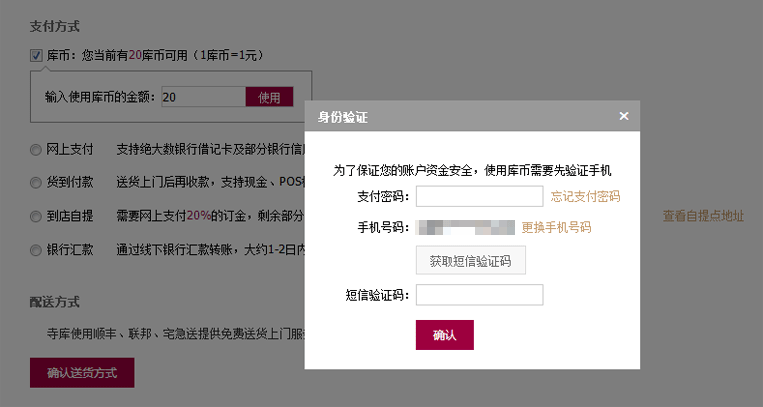 支付方式
库币：您当前有20库币可用（1库币=1元）
输入使用库币的金额：20 使用
网上支付 支持绝大数银行借记卡及部分银行信
货到付款 送货上门后再收款，支持现金、POS
到店自提 需要网上支付20%的订金，剩余部分
查看自提点地址
银行汇款 通过线下银行汇款转账，大约1-2日内
配送方式
寺库使用顺丰、联邦、宅急送提供免费送货上门服
确认送货方式
身份验证 ×
为了保证您的账户资金安全，使用库币需要先验证手机
支付密码： 忘记支付密码
手机号码： 更换手机号码
获取短信验证码
短信验证码：
确认